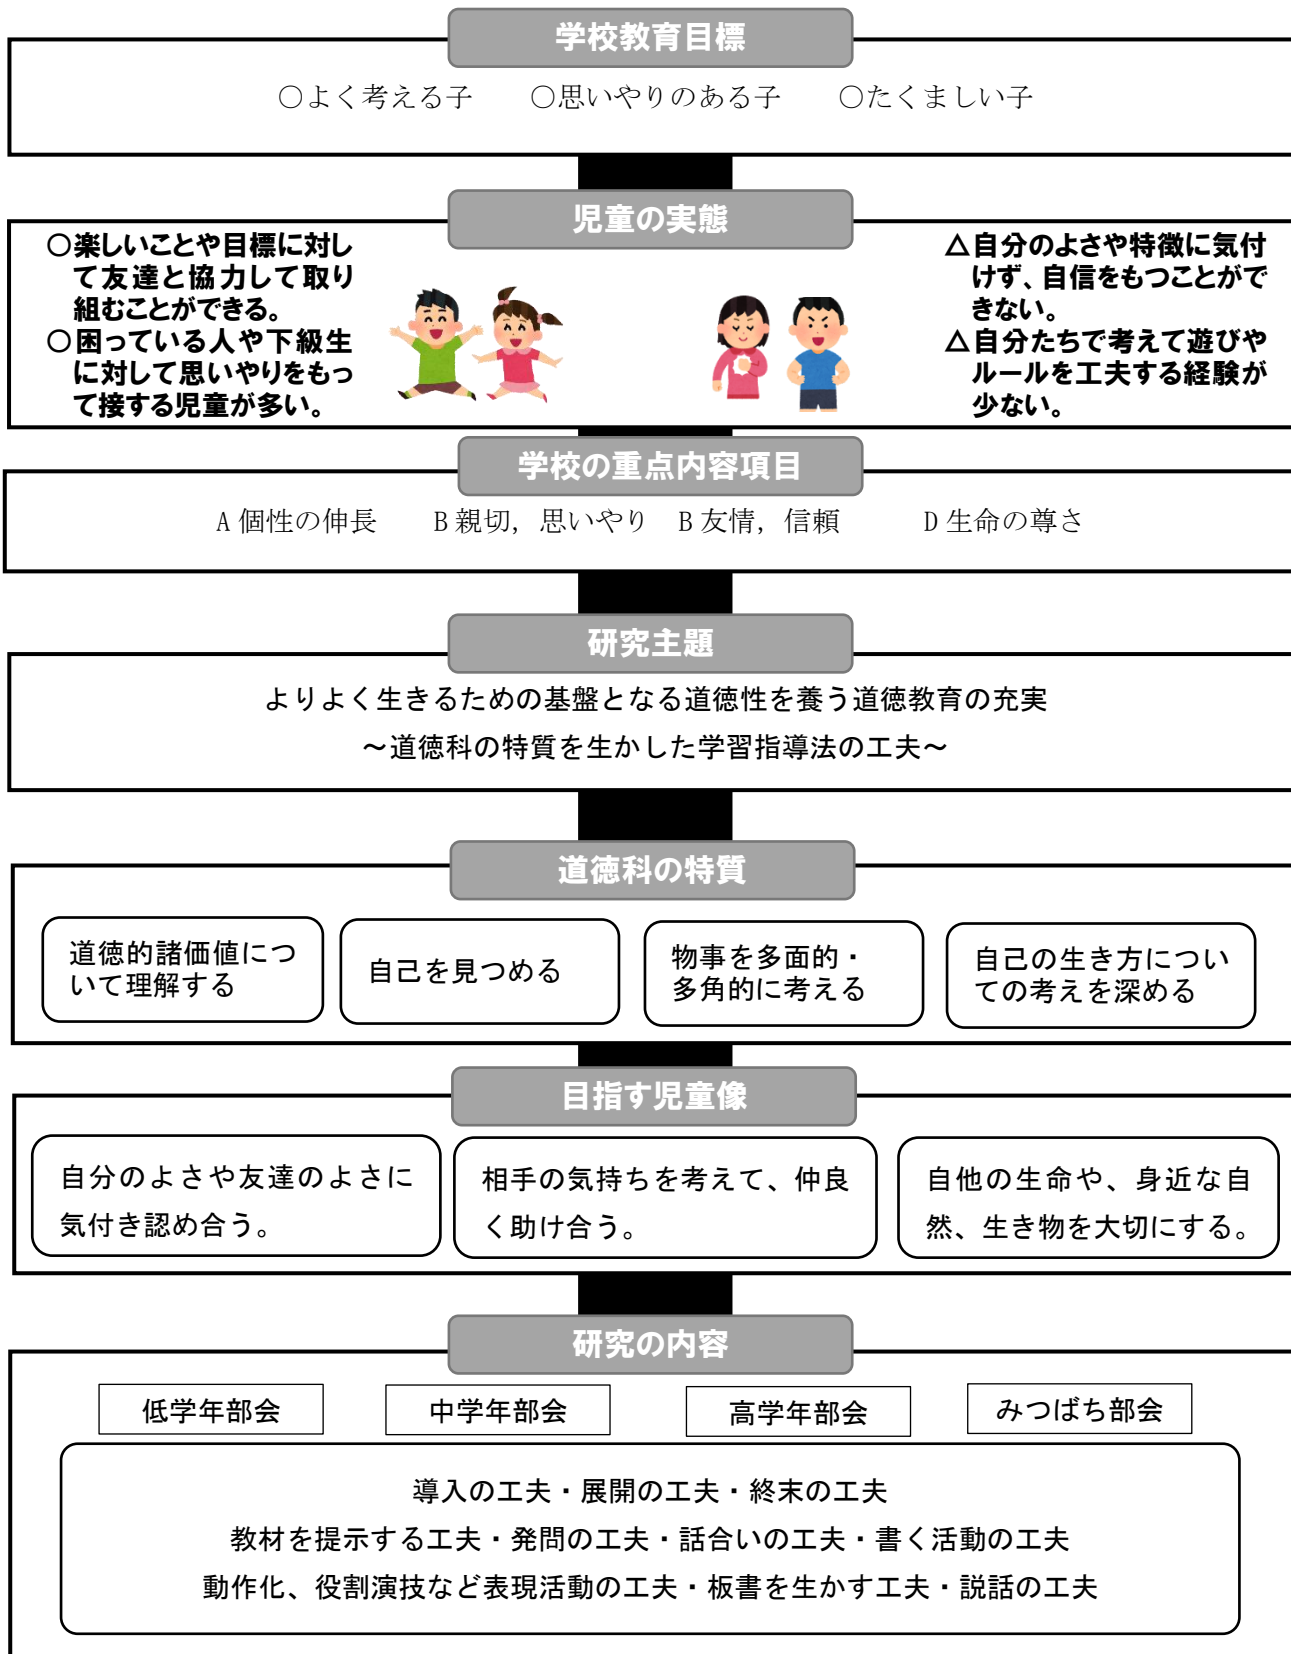 学校教育目標
○よく考える子　○思いやりのある子　○たくましい子
児童の実態
○楽しいことや目標に対し
て友達と協力して取り
組むことができる。
○困っている人や下級生
に対して思いやりをもっ
て接する児童が多い。
△自分のよさや特徴に気付
けず、自信をもつことがで
きない。
△自分たちで考えて遊びや
ルールを工夫する経験が
少ない。
学校の重点内容項目
A 個性の伸長　B 親切，思いやり　B 友情，信頼　D 生命の尊さ
研究主題
よりよく生きるための基盤となる道徳性を養う道徳教育の充実
～道徳科の特質を生かした学習指導法の工夫～
道徳科の特質
道徳的諸価値につ
いて理解する
自己を見つめる
物事を多面的・
多角的に考える
自己の生き方につい
ての考えを深める
目指す児童像
自分のよさや友達のよさに
気付き認め合う。
相手の気持ちを考えて、仲良
く助け合う。
自他の生命や、身近な自
然、生き物を大切にする。
研究の内容
低学年部会
中学年部会
高学年部会
みつばち部会
導入の工夫・展開の工夫・終末の工夫
教材を提示する工夫・発問の工夫・話合いの工夫・書く活動の工夫
動作化、役割演技など表現活動の工夫・板書を生かす工夫・説話の工夫